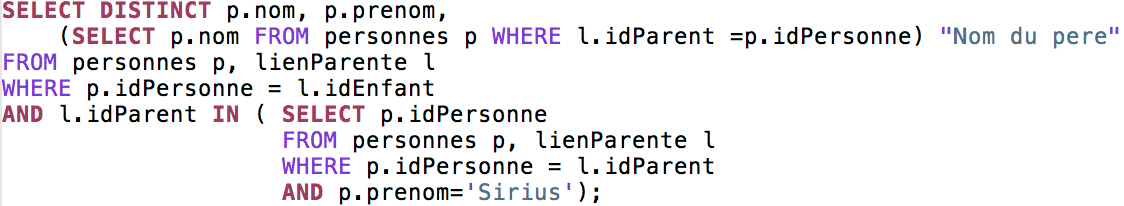 SELECT DISTINCT p.nom, p.prenom,
(SELECT p.nom FROM personnes p WHERE l.idParent =p.idPersonne) "Nom du pere"
FROM personnes p, lienParente l
WHERE p.idPersonne = l.idEnfant
AND l.idParent IN ( SELECT p.idPersonne
FROM personnes p, lienParente l
WHERE p.idPersonne = l.idParent
AND p.prenom='Sirius');